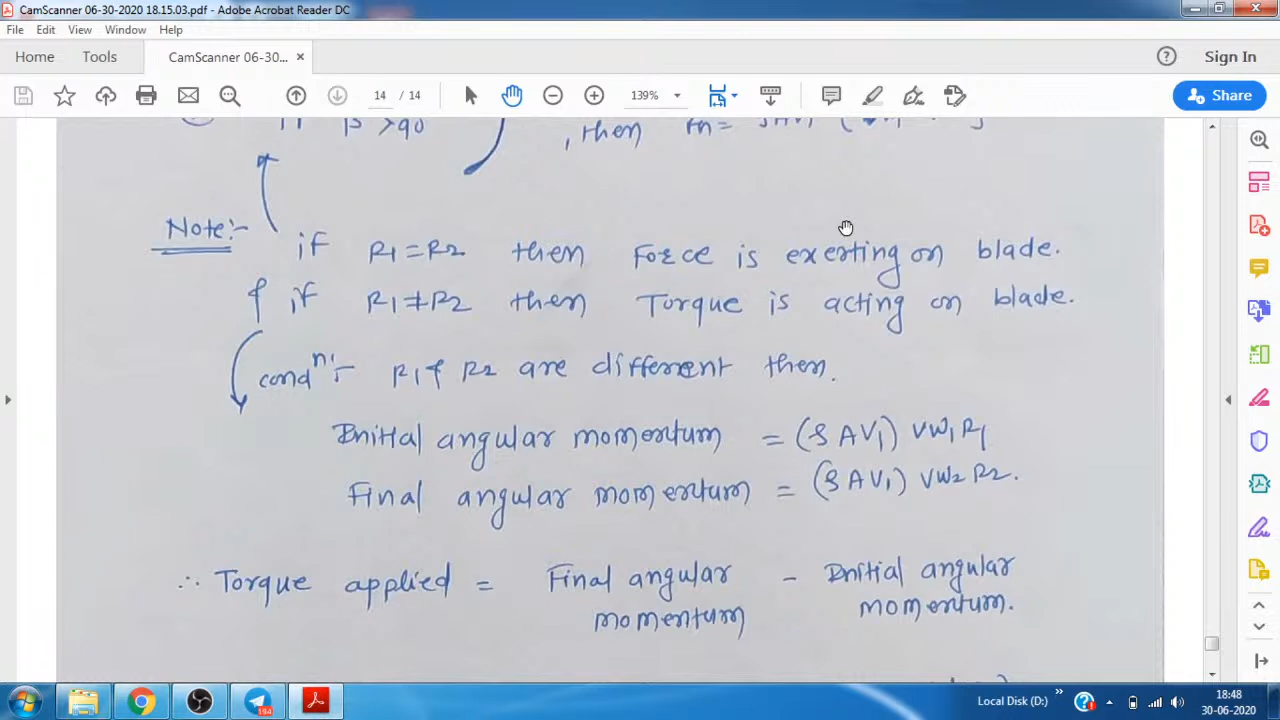 CamScanner 06-30-2020 18.15.03.pdf - Adobe Acrobat Reader DC
File Edit View Window Help
Home Tools CamScanner 06-30... × Sign In
14 / 14 139% Share
if β >90 , then
Note:-
if R1=R2 then Force is exerting on blade.
& if R1≠R2 then Torque is acting on blade.
condn:- R1 & R2 are different then.
Initial angular momentum = (ρAV1) VW1R1
Final angular momentum = (ρAV1) VW2 R2.
∴ Torque applied = Final angular - Initial angular
momentum momentum.
194 Local Disk (D:) » 18:48
30-06-2020